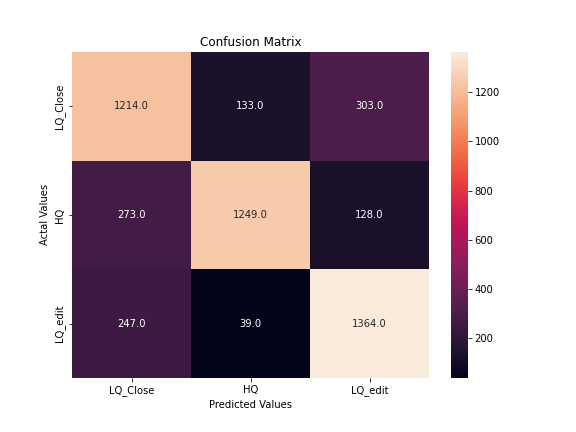 Confusion Matrix
LQ_Close
1214.0 133.0 303.0
HQ
273.0 1249.0 128.0
LQ_edit
247.0 39.0 1364.0
Actal Values
LQ_Close HQ LQ_edit
Predicted Values
1200
1000
800
600
400
200